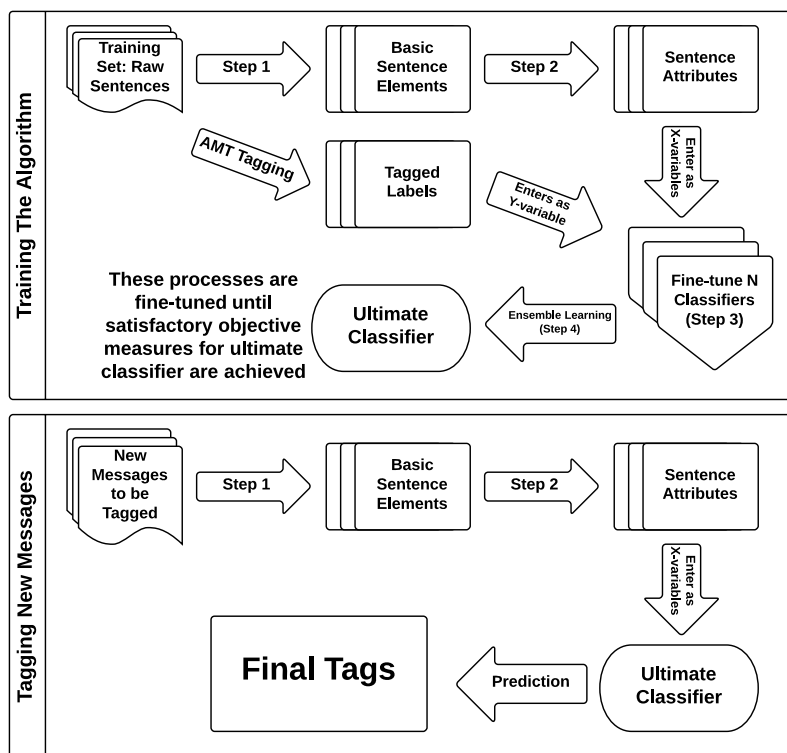 Training The Algorithm
Training
Set: Raw
Sentences
Step 1
Basic
Sentence
Elements
Step 2
Sentence
Attributes
AMT Tagging
Tagged
Labels
Enters as
Y-variable
Enter as
X-variables
Fine-tune N
Classifiers
(Step 3)
Ensemble Learning
(Step 4)
Ultimate
Classifier
These processes are
fine-tuned until
satisfactory objective
measures for ultimate
classifier are achieved
Tagging New Messages
New
Messages
to be
Tagged
Step 1
Basic
Sentence
Elements
Step 2
Sentence
Attributes
Enter as
X-variables
Ultimate
Classifier
Prediction
Final Tags